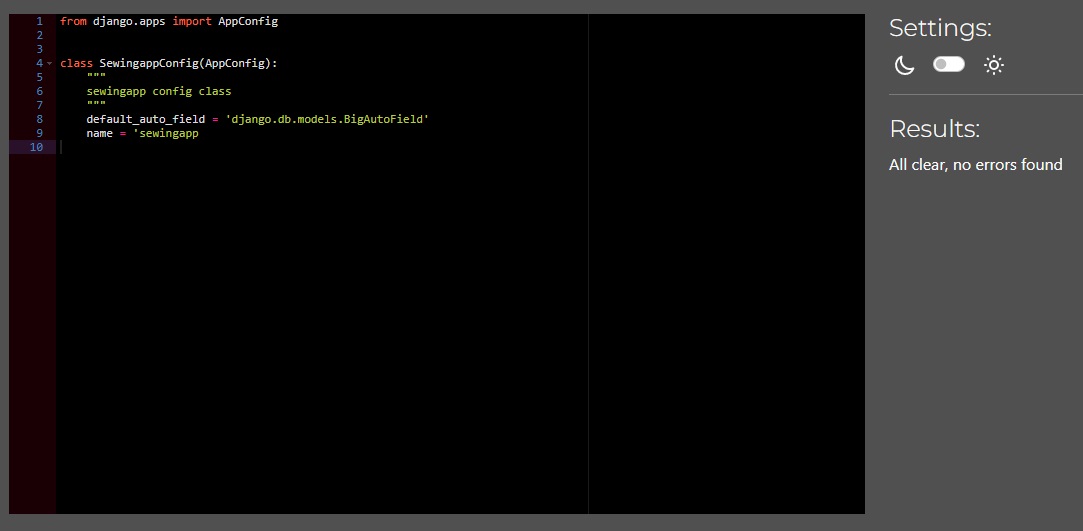 1 from django.apps import AppConfig
2
3
4 class SewingappConfig(AppConfig):
5     """
6     sewingapp config class
7     """
8     default_auto_field = 'django.db.models.BigAutoField'
9     name = 'sewingapp
10
Settings:
Results:
All clear, no errors found